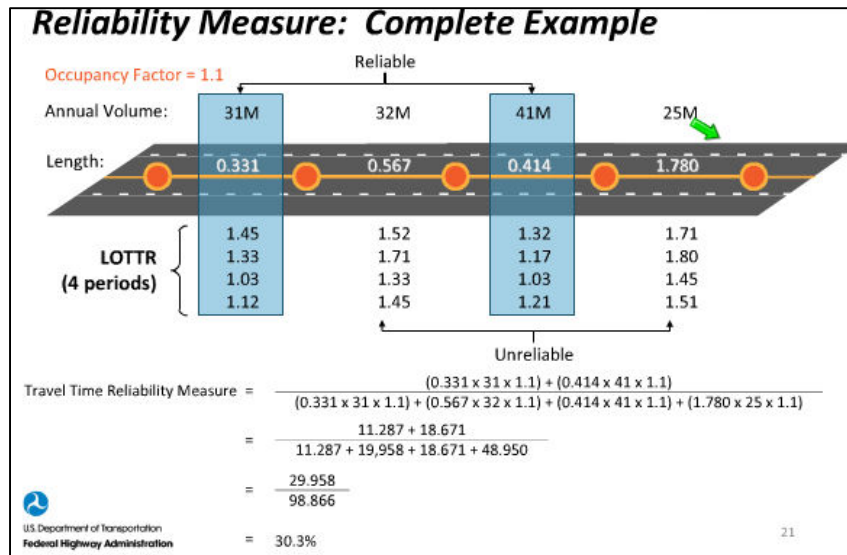 Reliability Measure: Complete Example
Occupancy Factor = 1.1
Reliable
Annual Volume: 31M 32M 41M 25M
Length: 0.331 0.567 0.414 1.780
LOTTR
(4 periods)
1.45 1.52 1.32 1.71
1.33 1.71 1.17 1.80
1.03 1.33 1.03 1.45
1.12 1.45 1.21 1.51
Unreliable
Travel Time Reliability Measure = (0.331 x 31 x 1.1) + (0.414 x 41 x 1.1)
(0.331 x 31 x 1.1) + (0.567 x 32 x 1.1) + (0.414 x 41 x 1.1) + (1.780 x 25 x 1.1)
= 11.287 + 18.671
11.287 + 19,958 + 18.671 + 48.950
= 29.958
98.866
= 30.3%
U.S. Department of Transportation
Federal Highway Administration
21